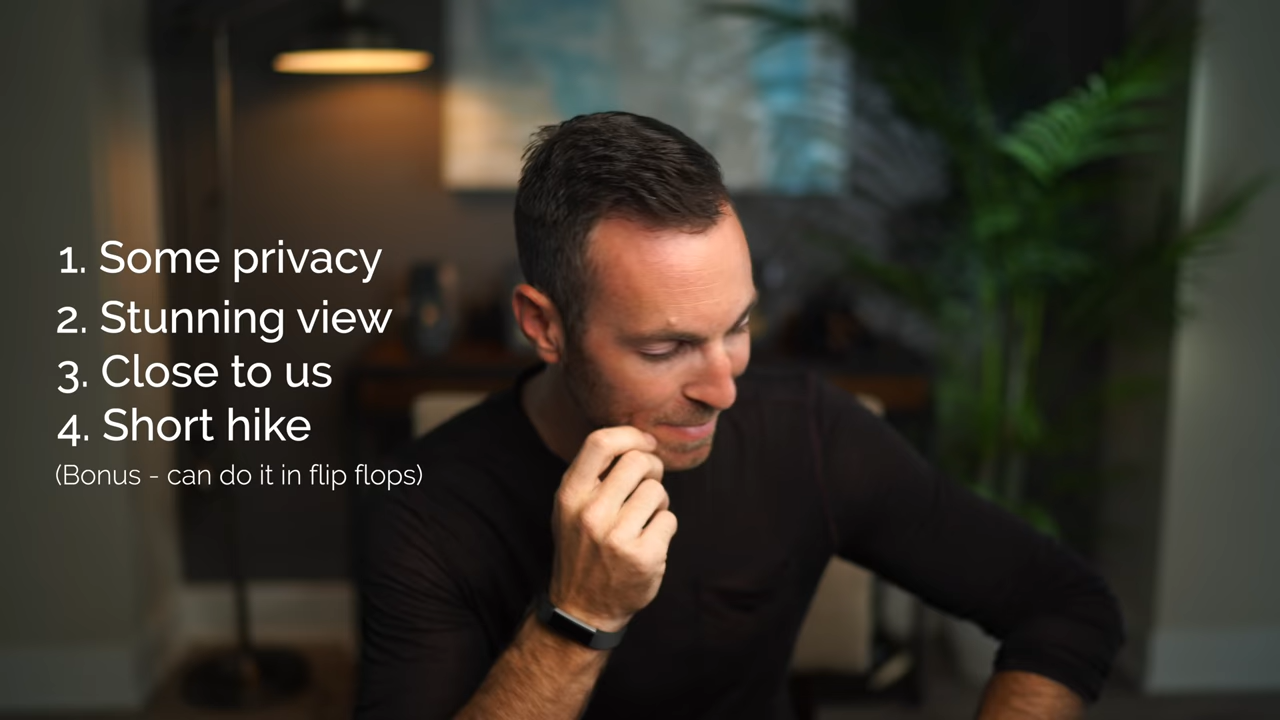 1. Some privacy
2. Stunning view
3. Close to us
4. Short hike
(Bonus - can do it in flip flops)